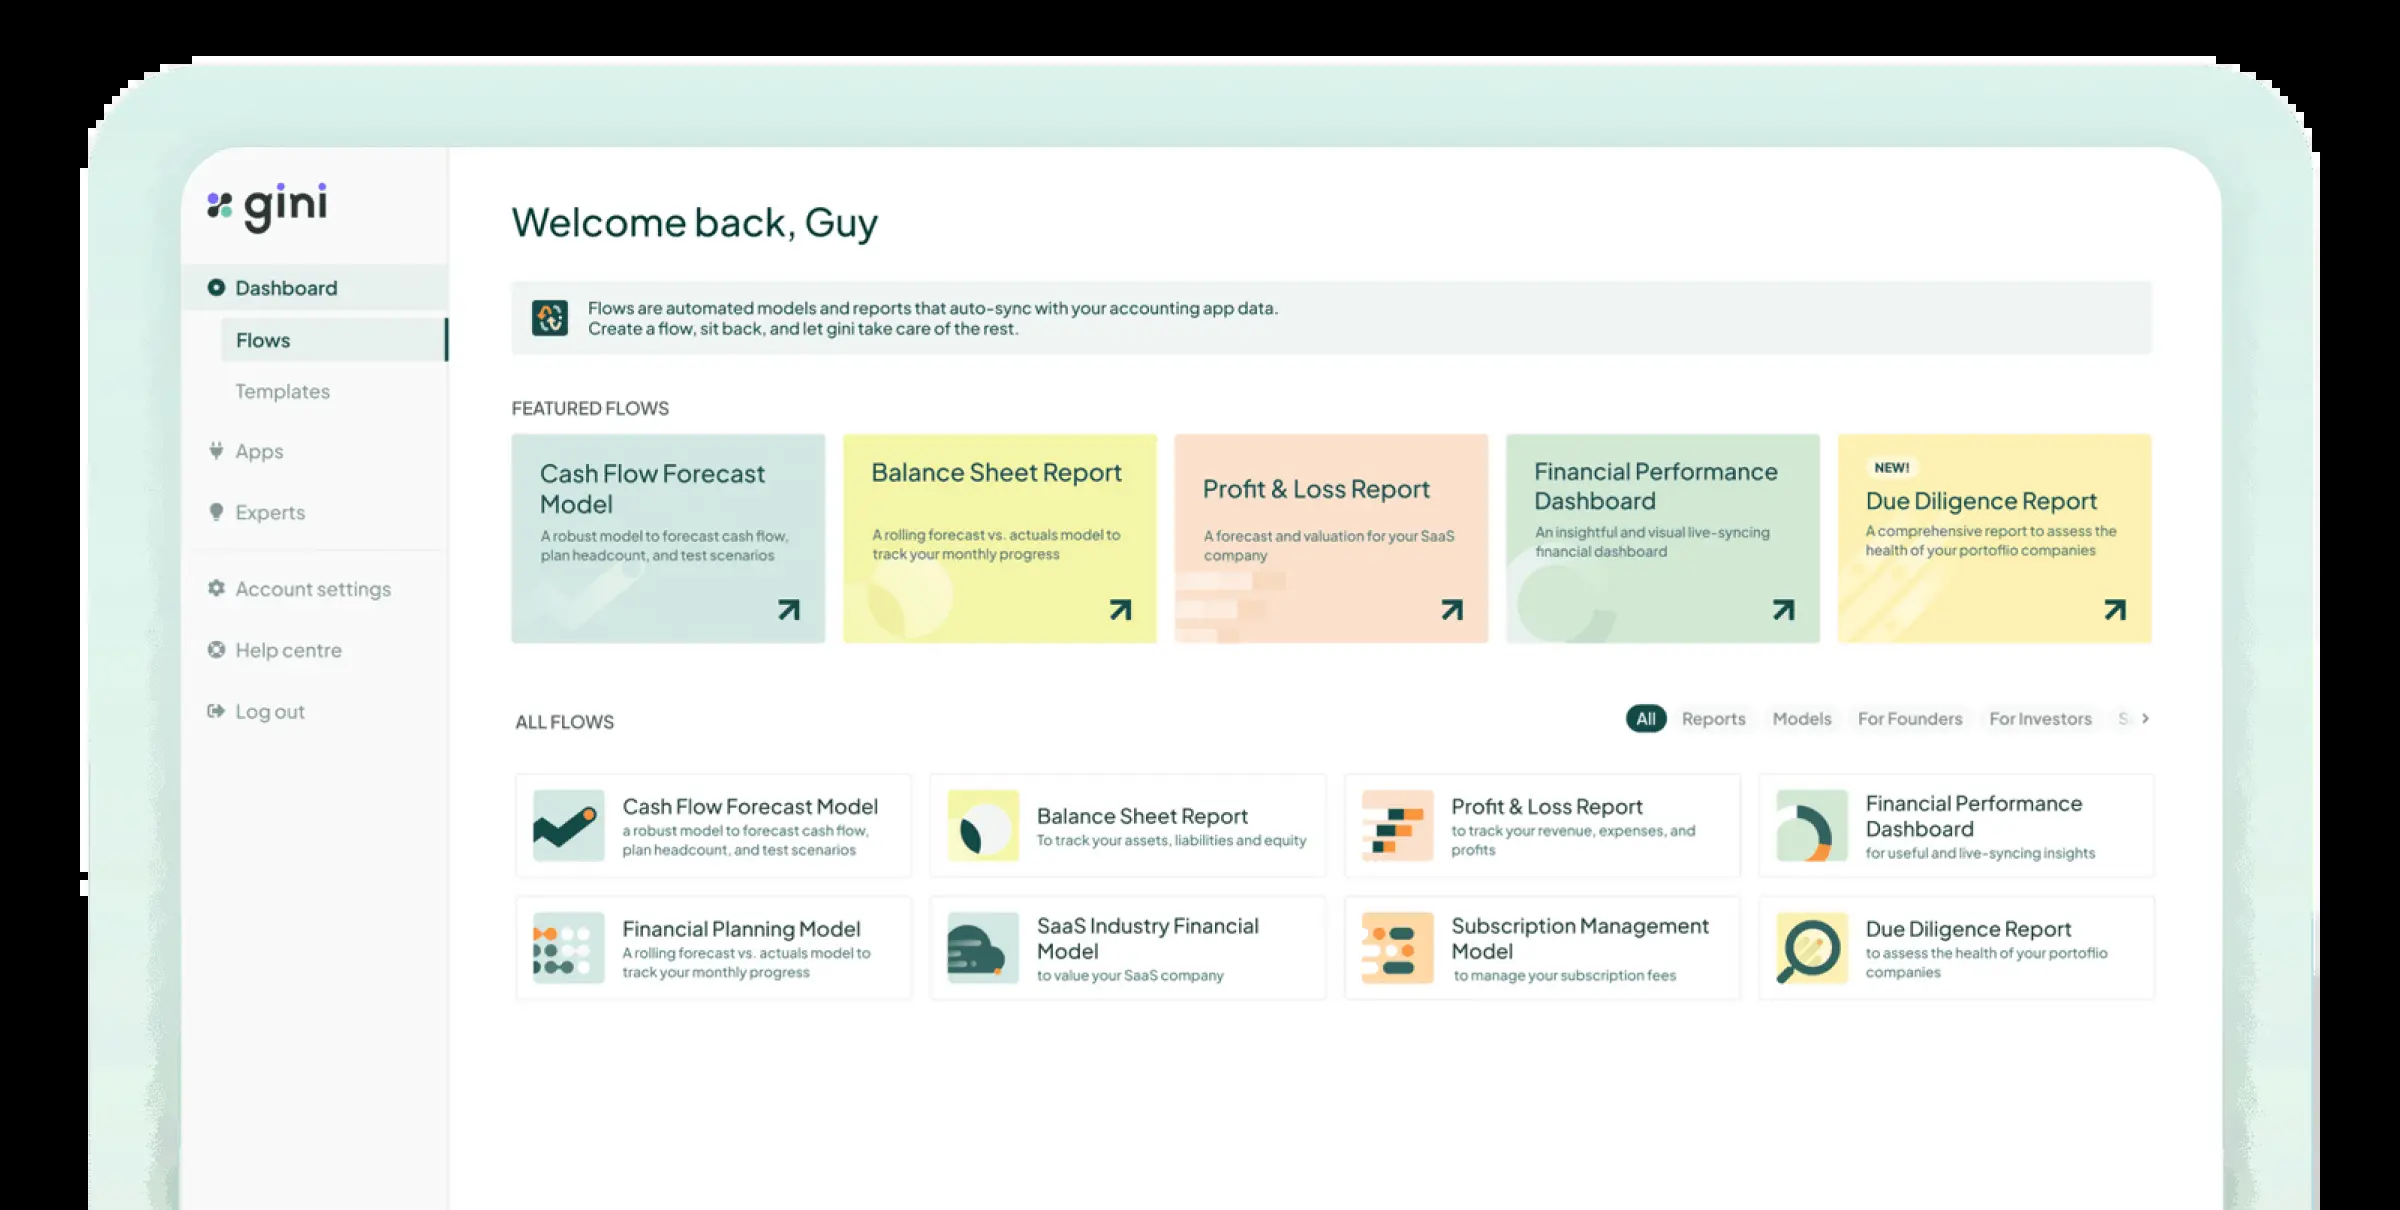 gini
Dashboard
Flows
Templates
Apps
Experts
Account settings
Help centre
Log out
Welcome back, Guy
Flows are automated models and reports that auto-sync with your accounting app data.
Create a flow, sit back, and let gini take care of the rest.
FEATURED FLOWS
Cash Flow Forecast
Model
A robust model to forecast cash flow,
plan headcount, and test scenarios
Balance Sheet Report
A rolling forecast vs. actuals model to
track your monthly progress
Profit & Loss Report
A forecast and valuation for your SaaS
company
Financial Performance
Dashboard
An insightful and visual live-syncing
financial dashboard
NEW!
Due Diligence Report
A comprehensive report to assess the
health of your portoflio companies
ALL FLOWS
All
Reports
Models
For Founders
For Investors
Cash Flow Forecast Model
a robust model to forecast cash flow,
plan headcount, and test scenarios
Balance Sheet Report
To track your assets, liabilities and equity
Profit & Loss Report
to track your revenue, expenses, and
profits
Financial Performance
Dashboard
for useful and live-syncing insights
Financial Planning Model
A rolling forecast vs. actuals model to
track your monthly progress
SaaS Industry Financial
Model
to value your SaaS company
Subscription Management
Model
to manage your subscription fees
Due Diligence Report
to assess the health of your portoflio
companies